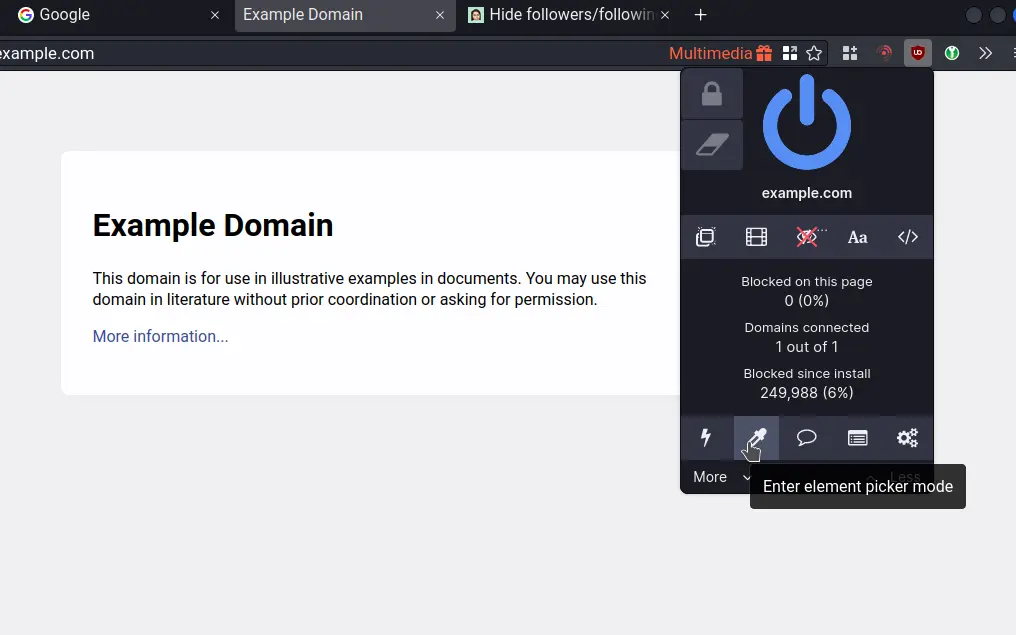 Google
Example Domain
Hide followers/followin
example.com
Multimedia
Example Domain
This domain is for use in illustrative examples in documents. You may use this
domain in literature without prior coordination or asking for permission.
More information...
example.com
Aa
</>
Blocked on this page
0 (0%)
Domains connected
1 out of 1
Blocked since install
249,988 (6%)
More
Less
Enter element picker mode